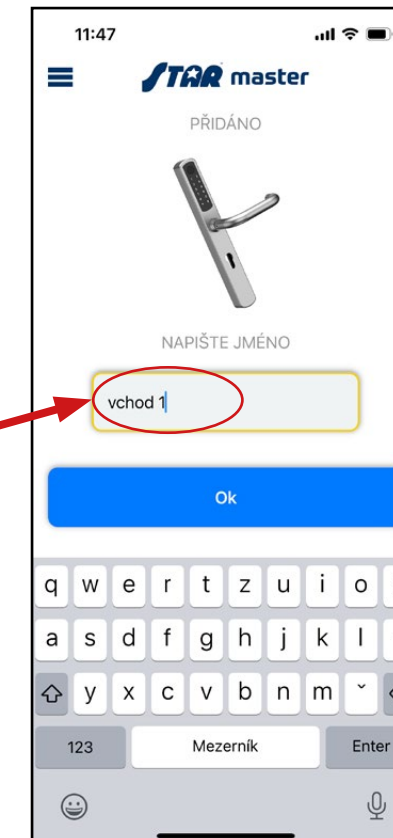 11:47
STAR master
PŘIDÁNO
NAPIŠTE JMÉNO
vchod 1
Ok
q w e r t z u i o
a s d f g h j k l
y x c v b n m ˇ
123 Mezerník Enter